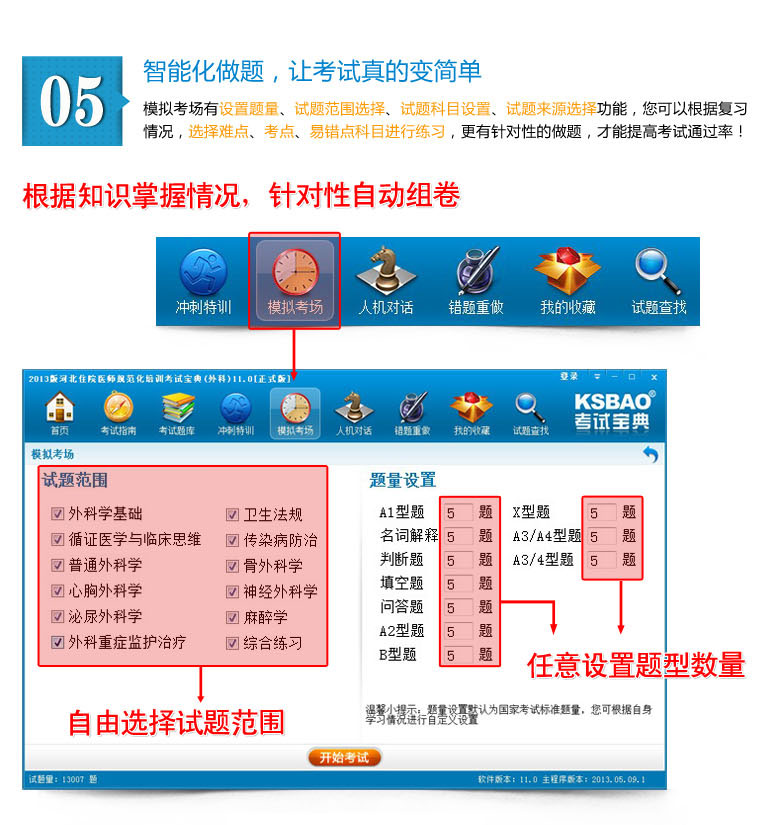 05
智能化做题，让考试真的变简单
模拟考场有设置题量、试题范围选择、试题科目设置、试题来源选择功能，您可以根据复习
情况，选择难点、考点、易错点科目进行练习，更有针对性的做题，才能提高考试通过率！
根据知识掌握情况，针对性自动组卷
冲刺特训 模拟考场 人机对话 错题重做 我的收藏 试题查找
2013版河北住院医师规范化培训考试宝典(外科)11.0[正式版] 登录
首页 考试指南 考试题库 冲刺特训 模拟考场 人机对话 错题重做 我的收藏 试题查找
KSBAO®
考试宝典
模拟考场
试题范围
外科学基础 卫生法规
循证医学与临床思维 传染病防治
普通外科学 骨外科学
心胸外科学 神经外科学
泌尿外科学 麻醉学
外科重症监护治疗 综合练习
题量设置
A1型题 5 题 X型题 5 题
名词解释 5 题 A3/A4型题 5 题
判断题 5 题 A3/4型题 5 题
填空题 5 题
问答题 5 题
A2型题 5 题
B型题 5 题
任意设置题型数量
自由选择试题范围
温馨小提示：题量设置默认为国家考试标准题量，您可根据自身
学习情况进行自定义设置
开始考试
试题量：13007 题 软件版本：11.0 主程序版本：2013.05.09.1